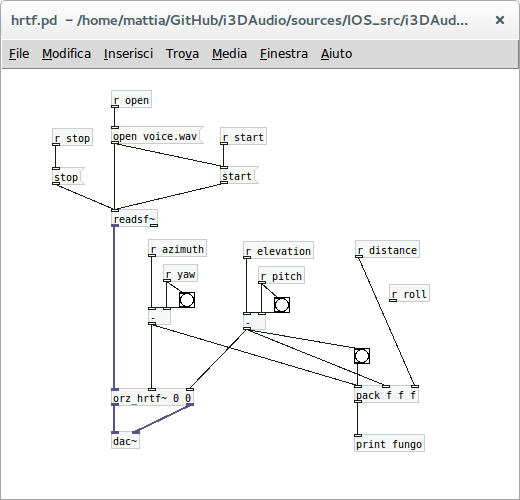 hrtf.pd – /home/mattia/GitHub/i3DAudio/sources/IOS_src/i3DAud...
File Modifica Inserisci Trova Media Finestra Aiuto
r open
r stop
open voice.wav
r start
stop
start
readsf~
r azimuth
r elevation
r distance
r yaw
r pitch
r roll
-
-
orz_hrtf~ 0 0
pack f f f
dac~
print fungo